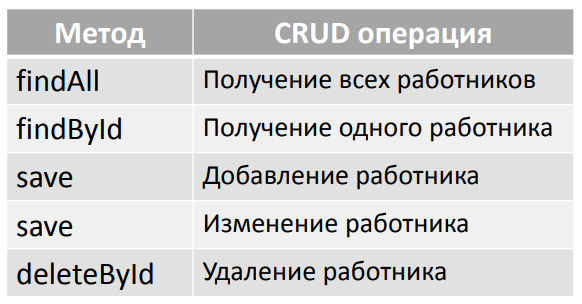 Метод CRUD операция
findAll Получение всех работников
findById Получение одного работника
save Добавление работника
save Изменение работника
deleteById Удаление работника